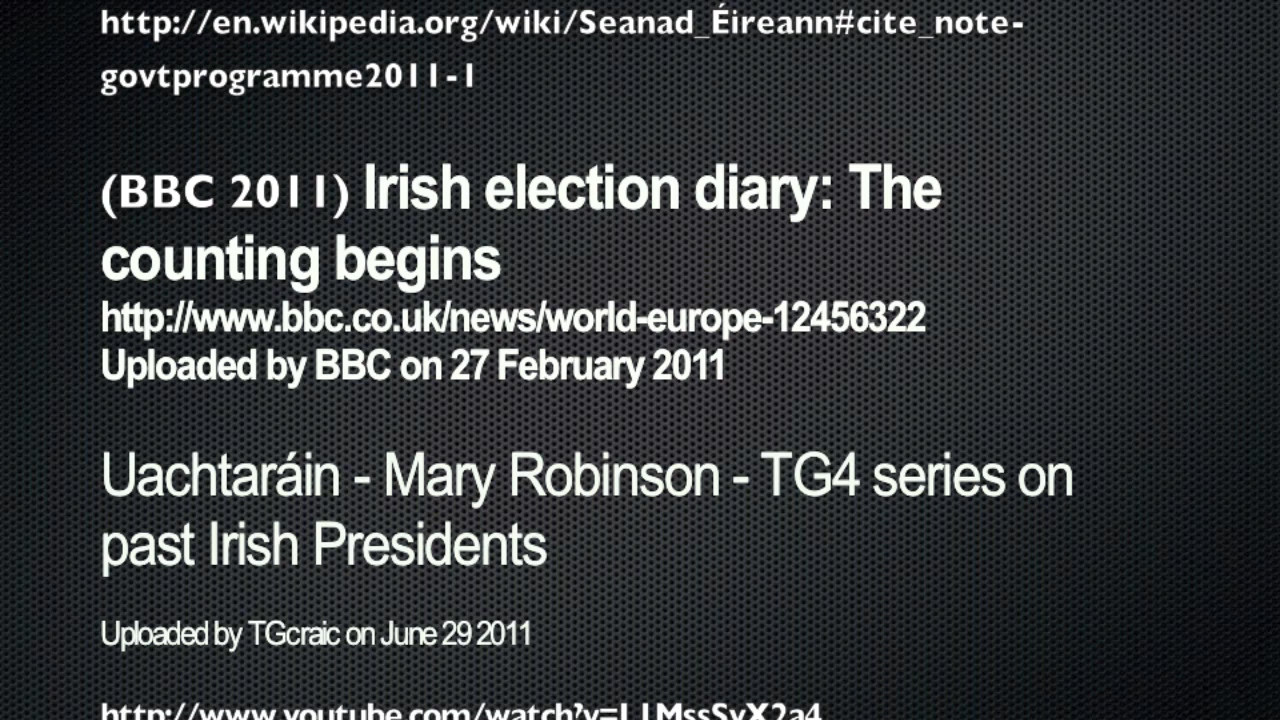 http://en.wikipedia.org/wiki/Seanad_Éireann#cite_note-
govtprogramme2011-1
(BBC 2011) Irish election diary: The
counting begins
http://www.bbc.co.uk/news/world-europe-12456322
Uploaded by BBC on 27 February 2011
Uachtaráin - Mary Robinson - TG4 series on
past Irish Presidents
Uploaded by TGcraic on June 29 2011